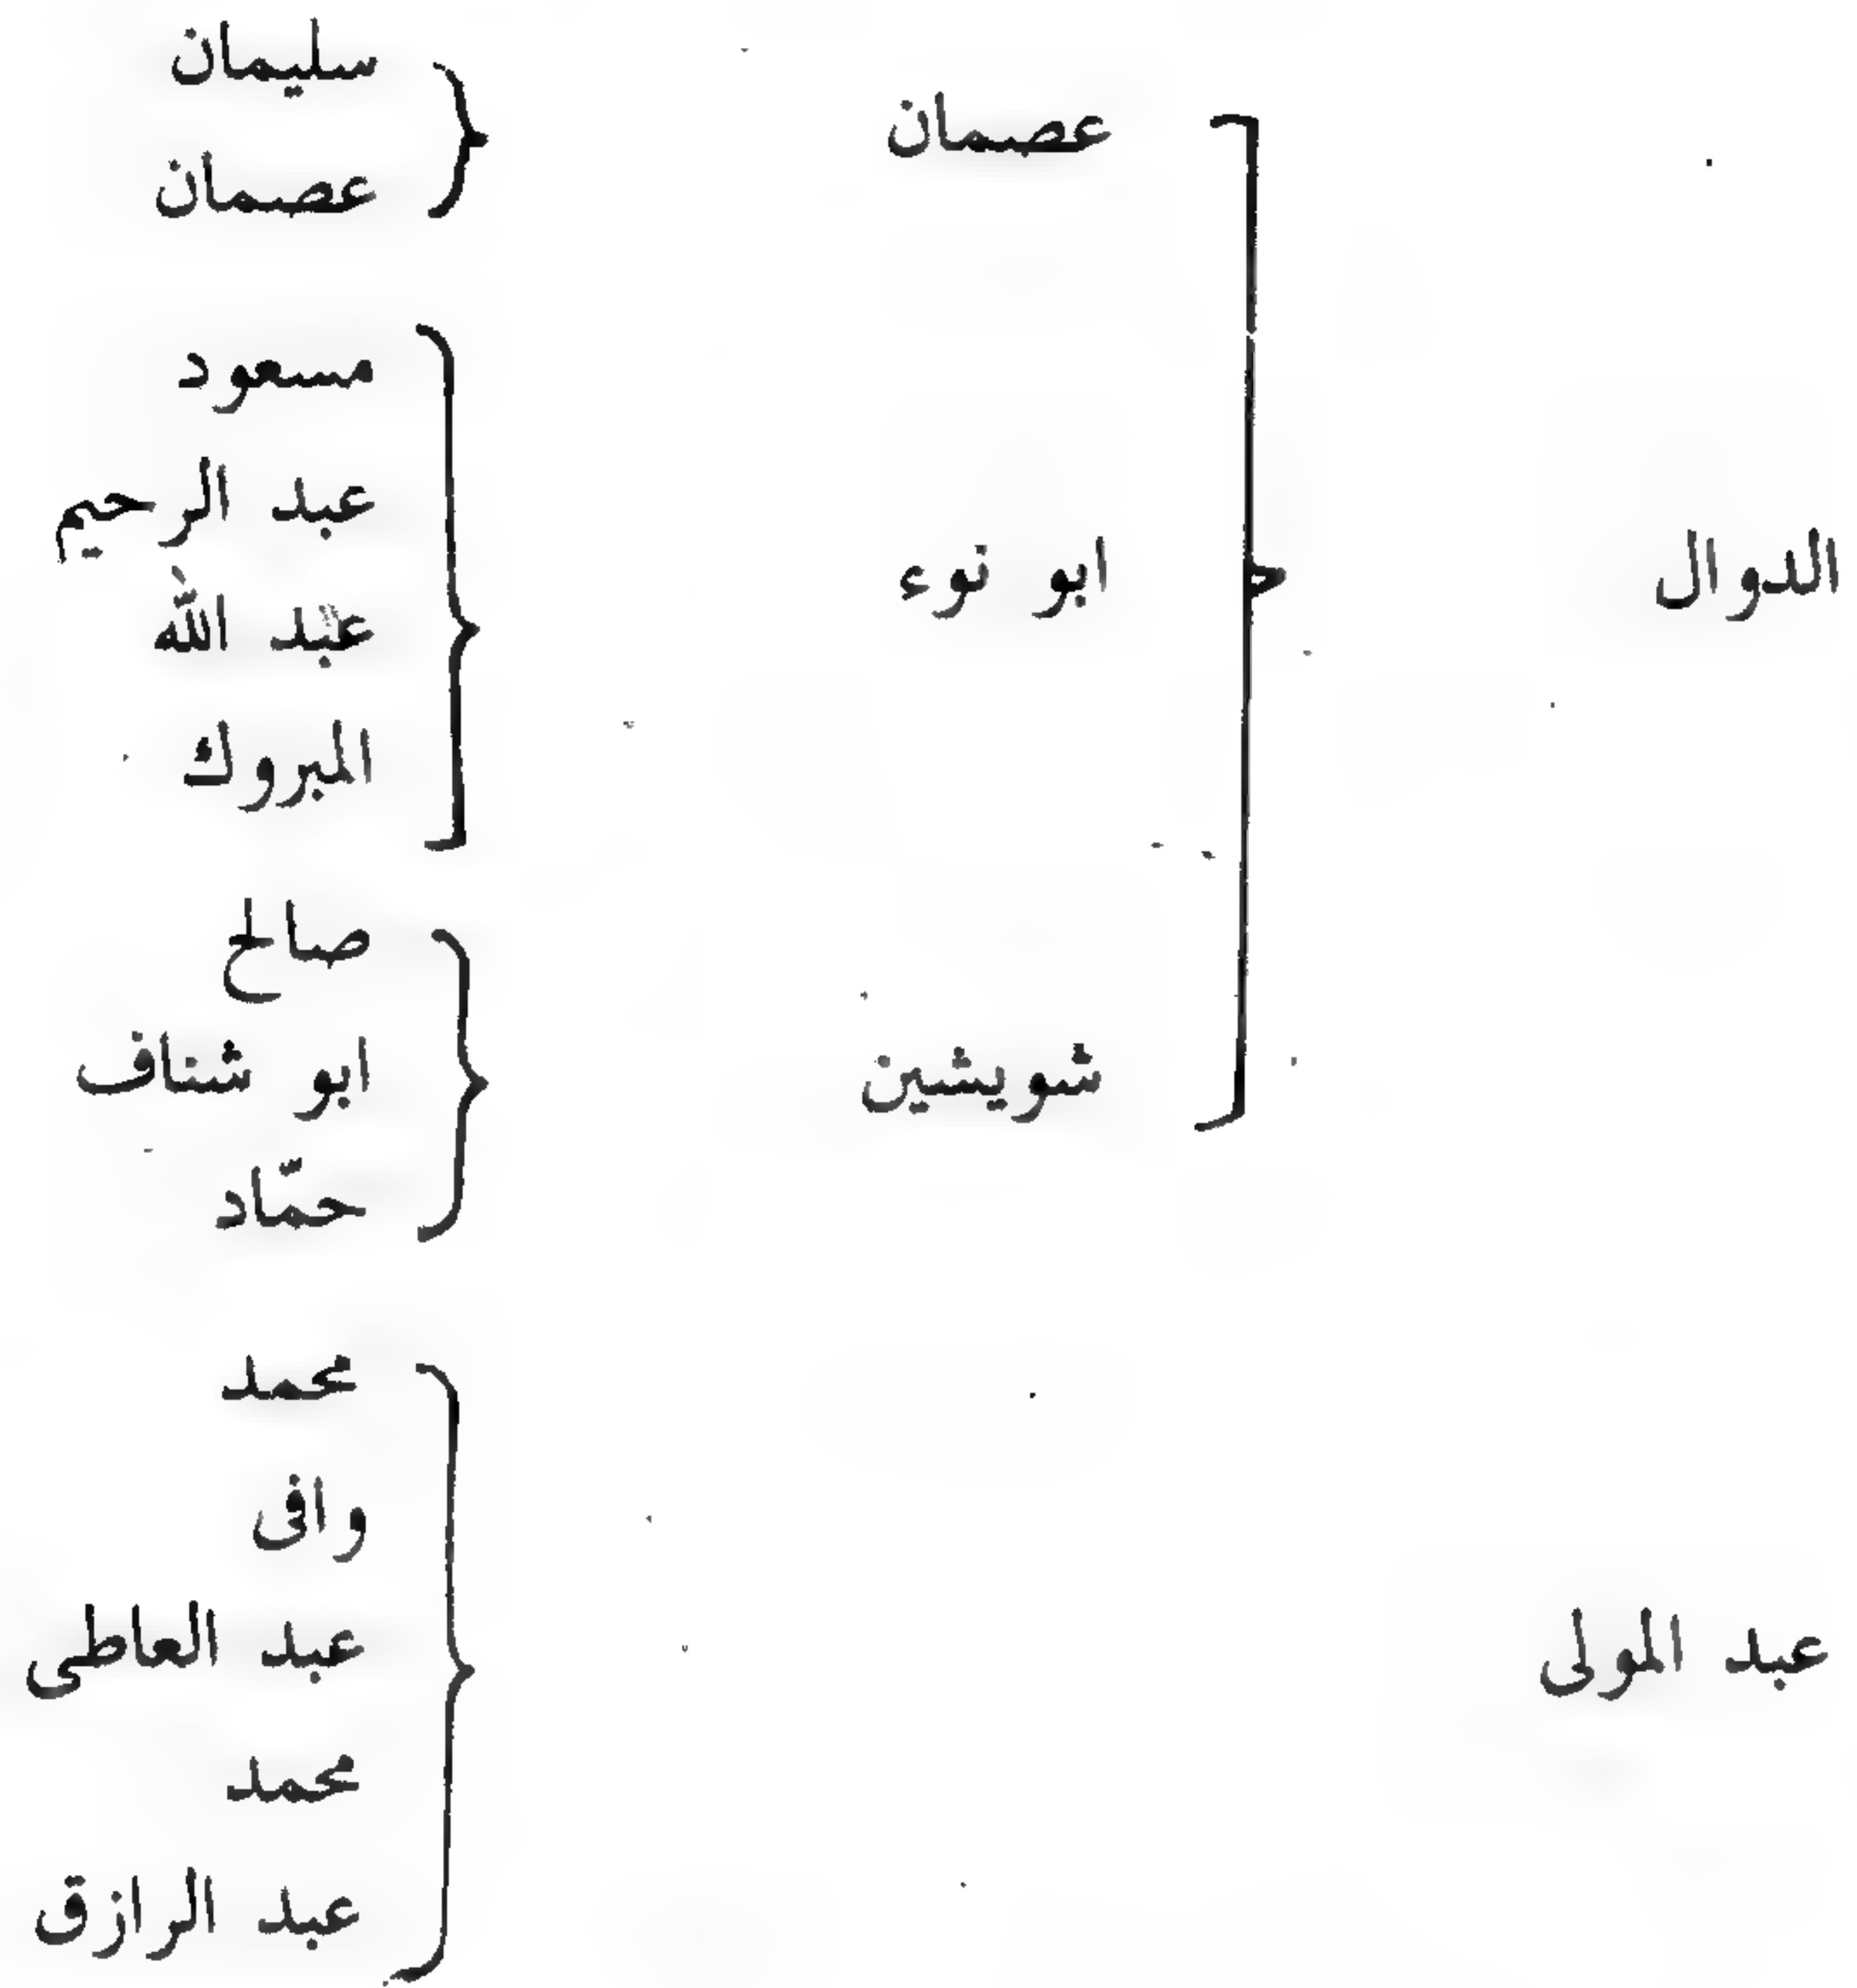 سليمان
عصمان
عصمان
مسعود
عبد الرحيم
الدوال
ابو نوء
عبد اللّه
المبروك
صالح
شويشين
ابو شناف
حمّاد
محمد
وافى
عبد المولى
عبد العاطى
محمد
عبد الرازق